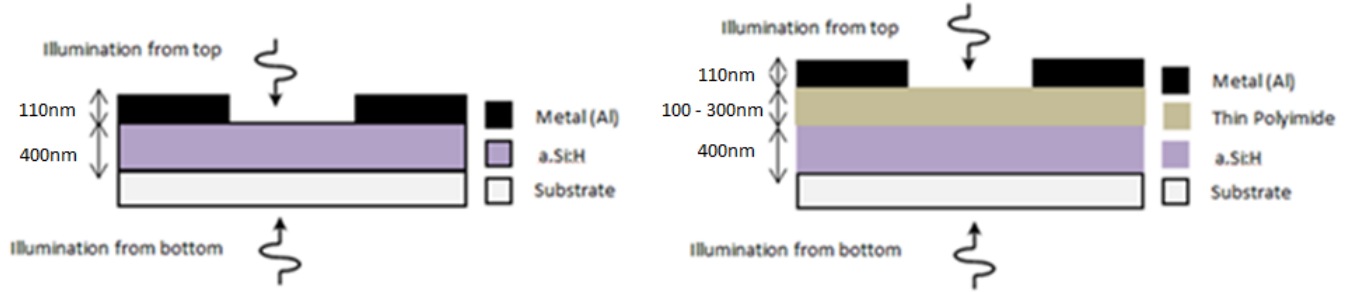 Illumination from top
110nm
400nm
Metal (Al)
a.Si:H
Substrate
Illumination from bottom
Illumination from top
110nm
100 - 300nm
400nm
Metal (Al)
Thin Polyimide
a.Si:H
Substrate
Illumination from bottom